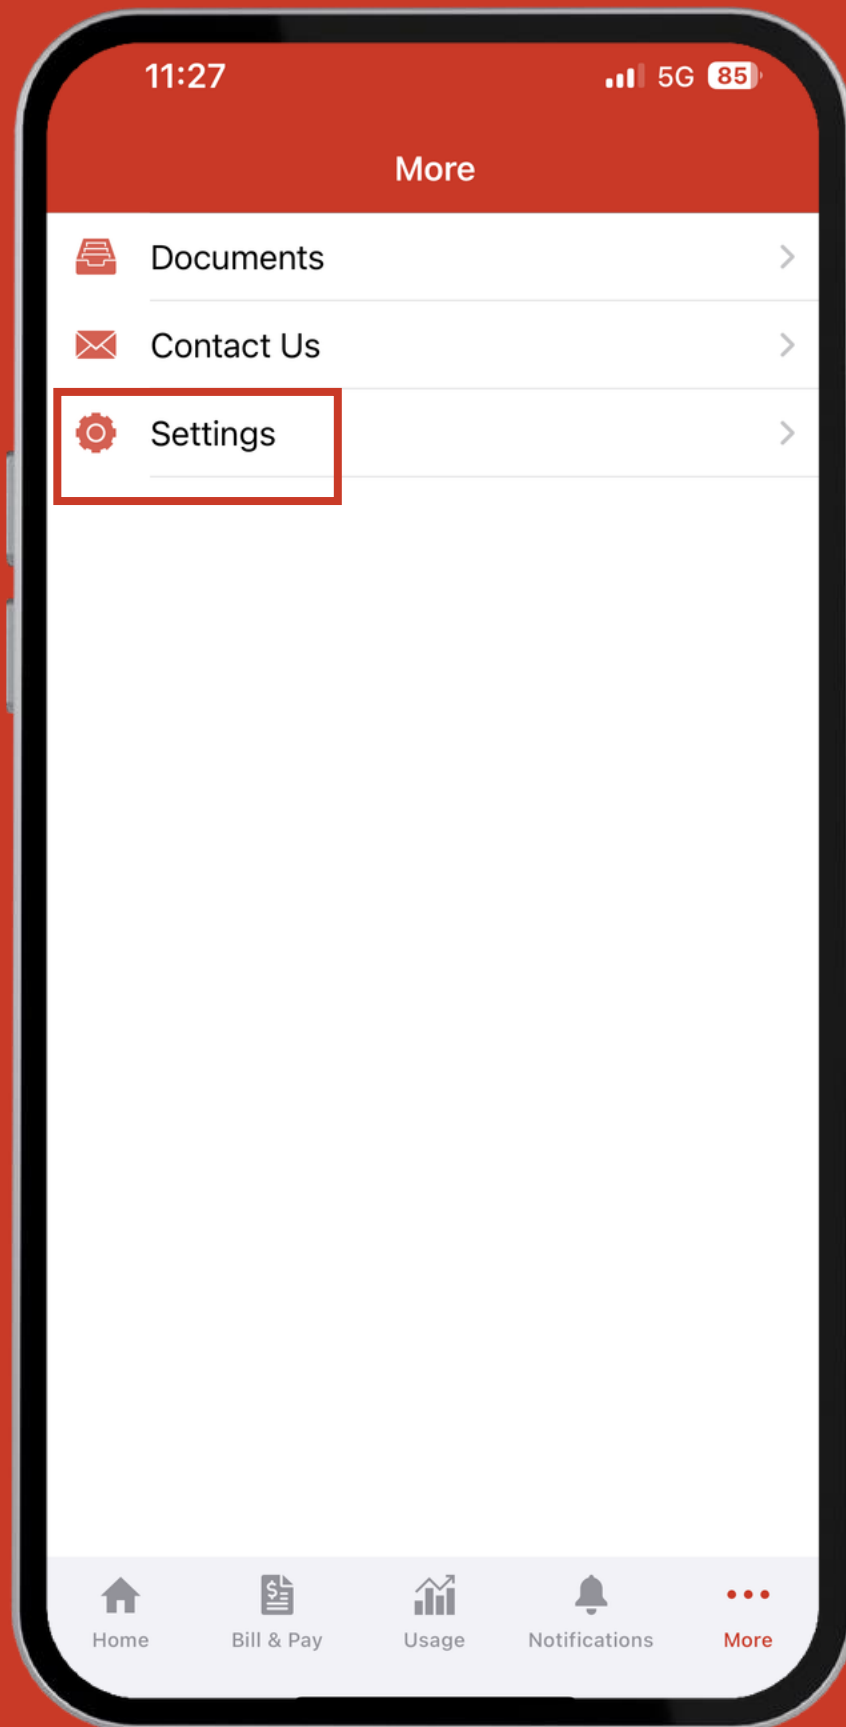 11:27 5G 85
More
Documents
Contact Us
Settings
Home Bill & Pay Usage Notifications More